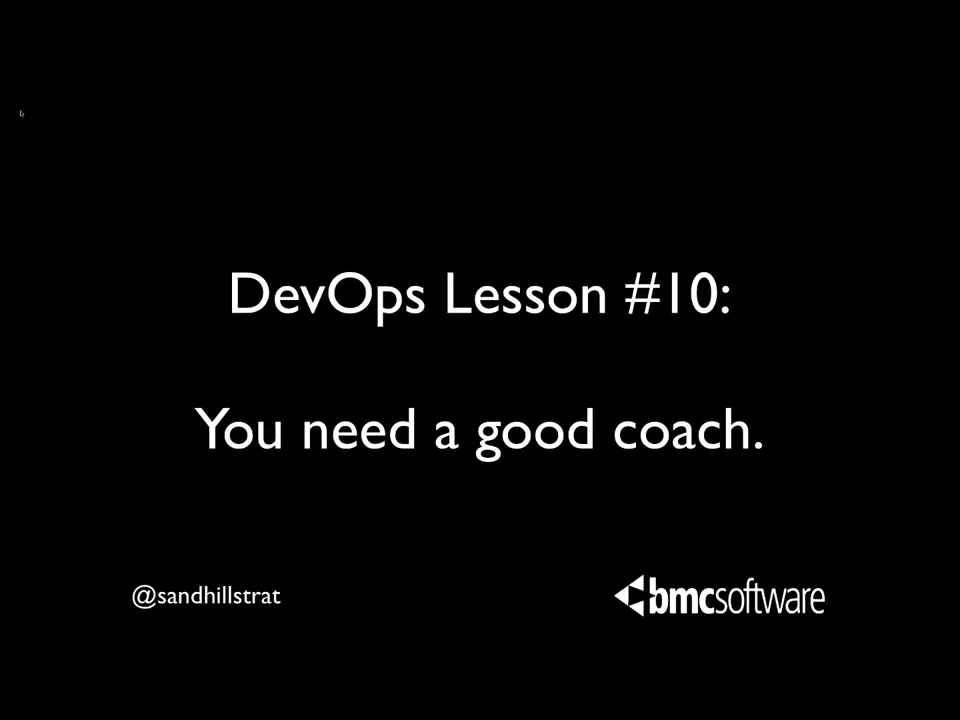 DevOps Lesson #10:
You need a good coach.
@sandhillstrat
bmcsoftware